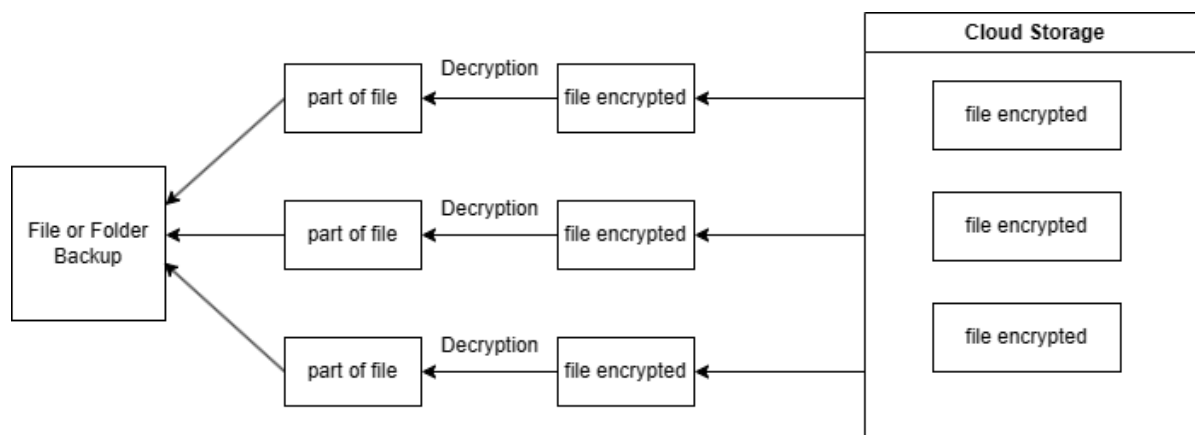 Cloud Storage
Decryption
part of file
file encrypted
file encrypted
Decryption
File or Folder
Backup
part of file
file encrypted
file encrypted
Decryption
part of file
file encrypted
file encrypted